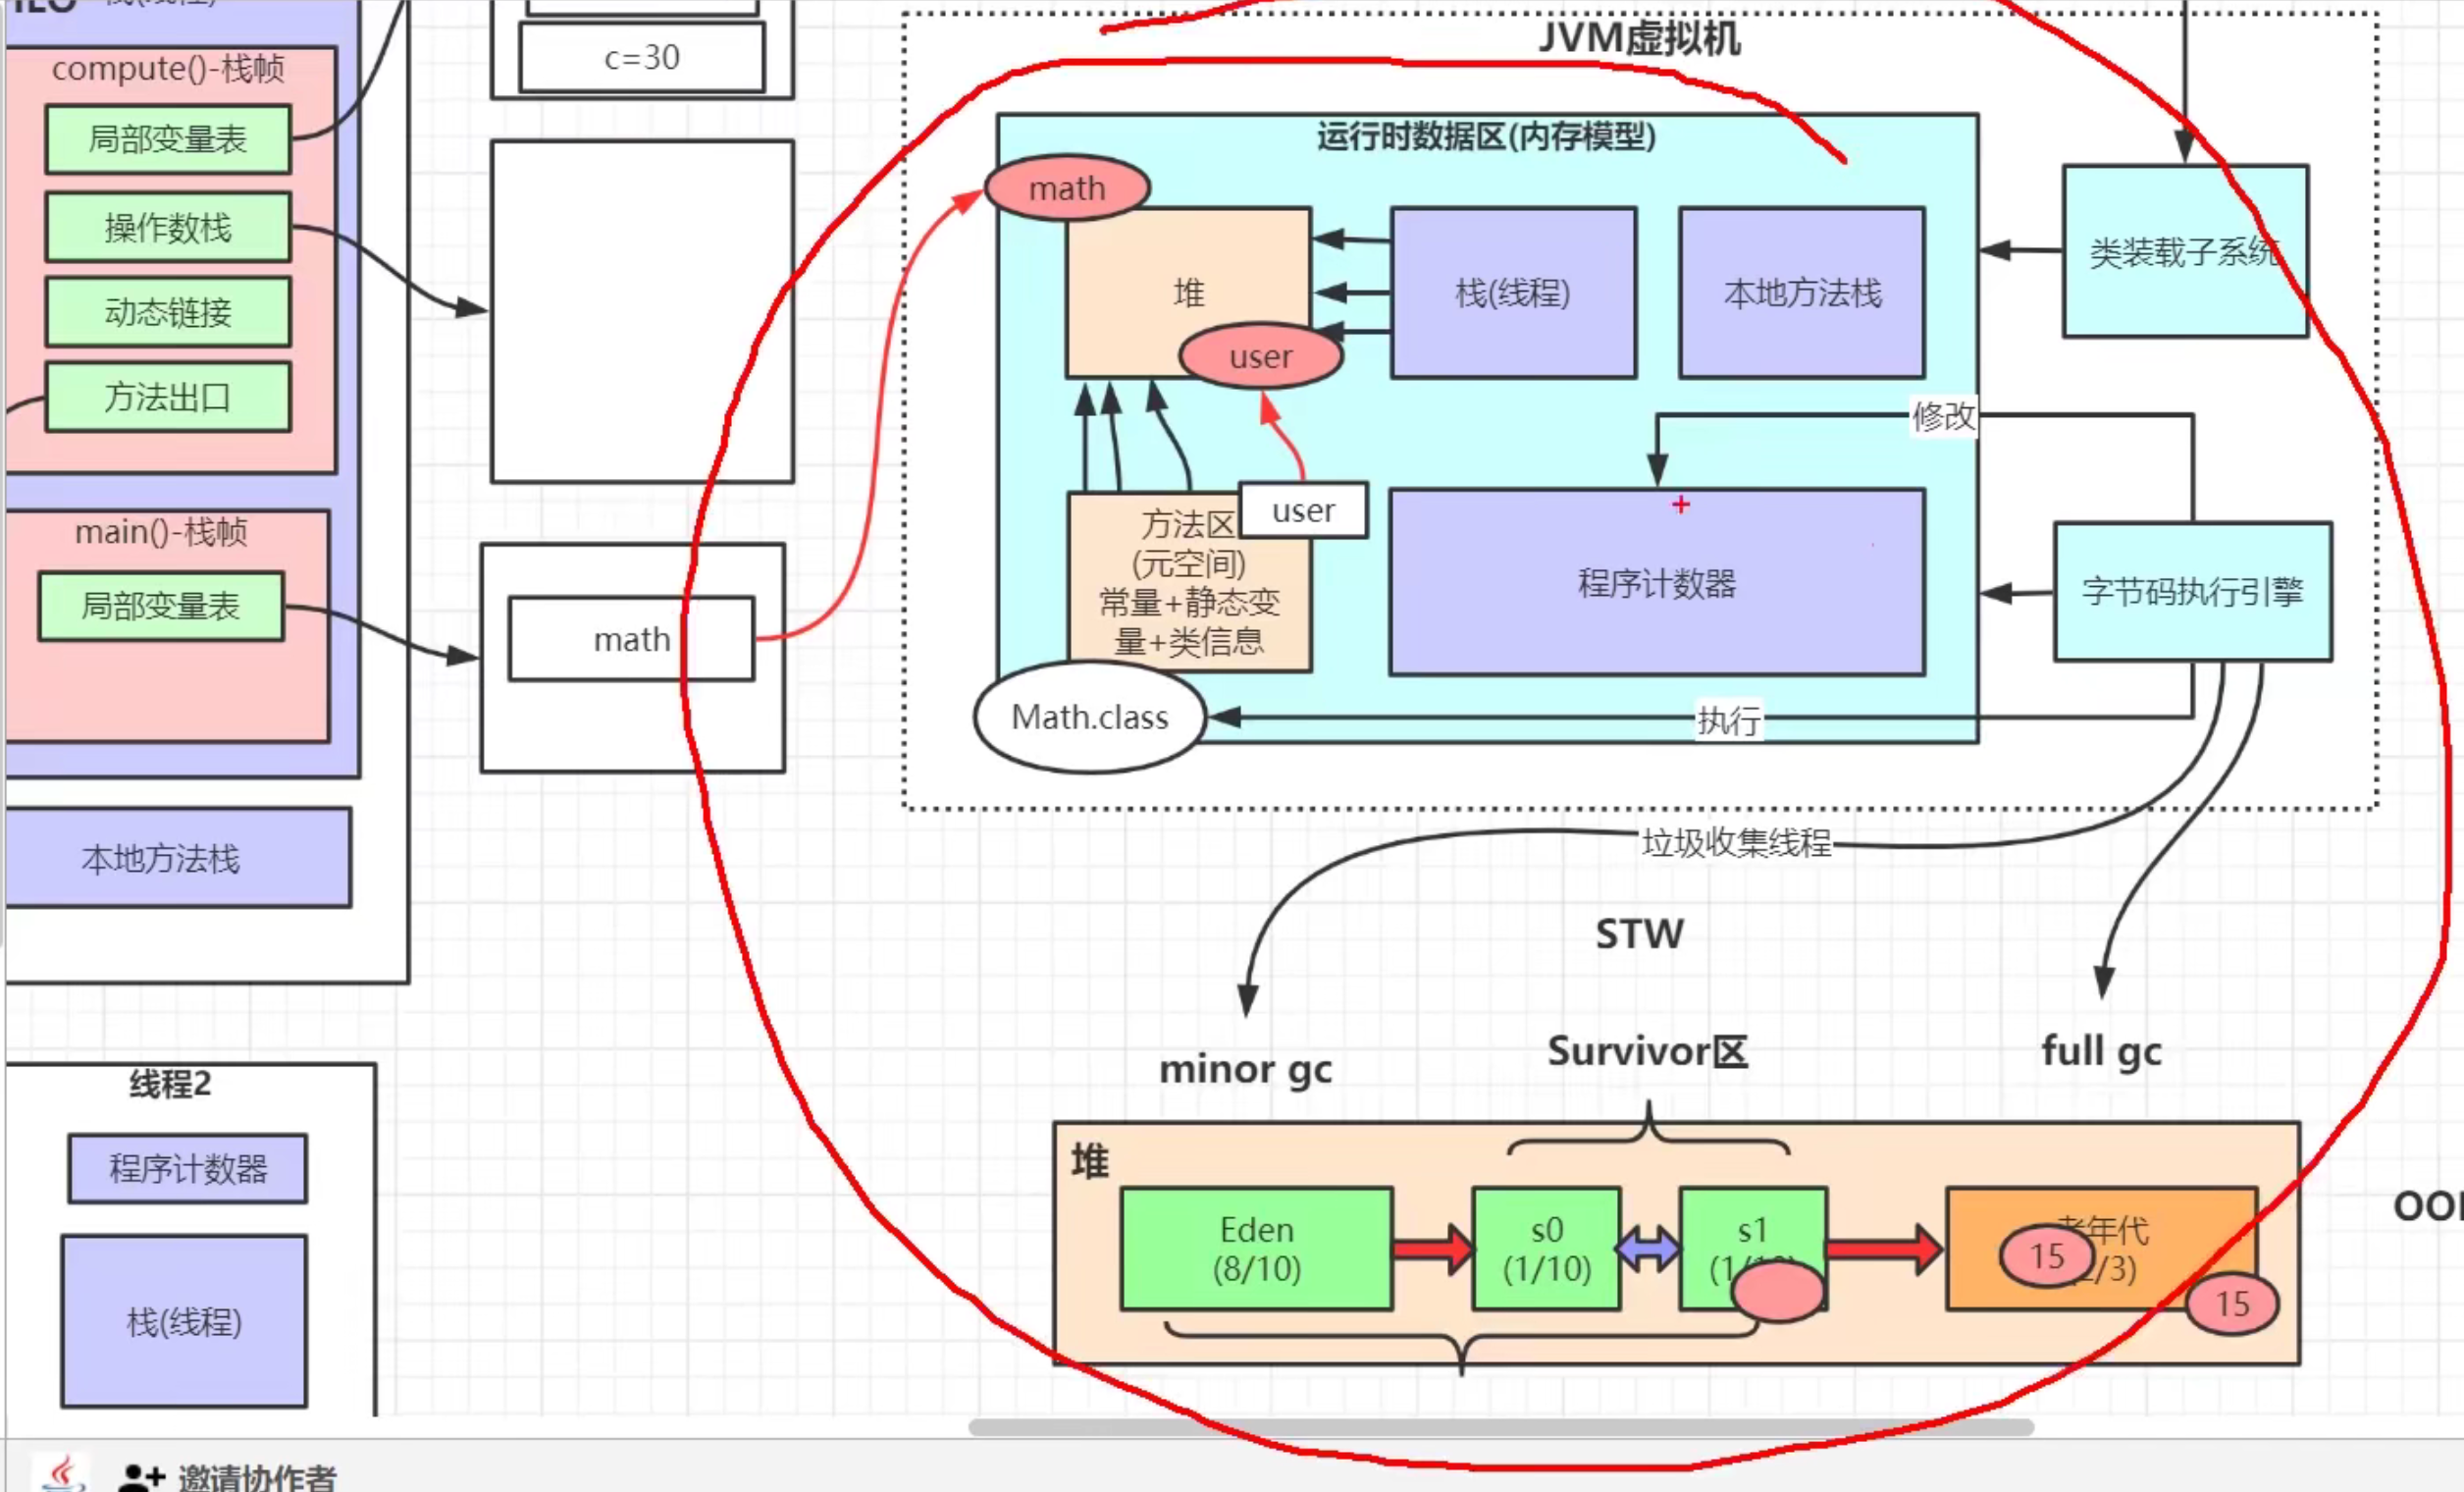 栈(线程)
compute()-栈帧
局部变量表
操作数栈
动态链接
方法出口
main()-栈帧
局部变量表
本地方法栈
线程2
程序计数器
栈(线程)
c=30
math
JVM虚拟机
运行时数据区(内存模型)
math
堆
user
栈(线程)
本地方法栈
类装载子系统
修改
方法区
(元空间)
常量+静态变
量+类信息
user
程序计数器
字节码执行引擎
Math.class
执行
垃圾收集线程
STW
minor gc
Survivor区
full gc
堆
Eden
(8/10)
s0
(1/10)
s1
老年代
15
/3)
15
邀请协作者